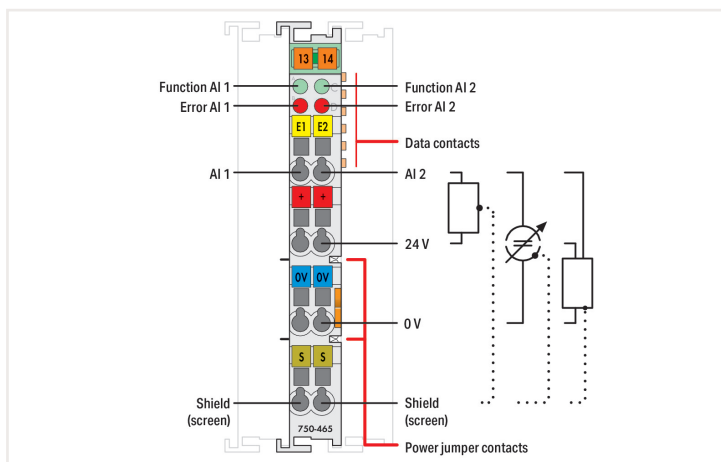 13 14
Function AI 1
Function AI 2
Error AI 1
Error AI 2
E1 E2
Data contacts
AI 1
AI 2
+ +
24 V
0V 0V
0 V
S S
Shield
(screen)
Shield
(screen)
750-465
Power jumper contacts